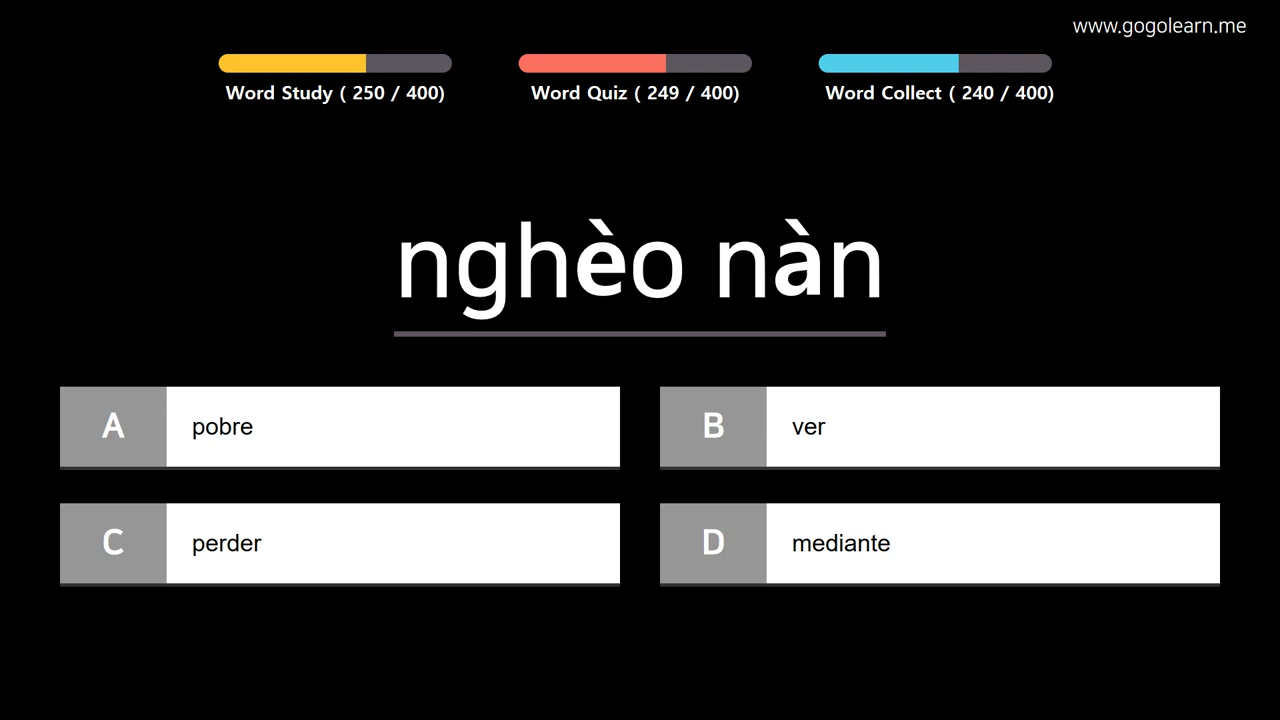 www.gogolearn.me
Word Study ( 250 / 400)
Word Quiz ( 249 / 400)
Word Collect ( 240 / 400)
nghèo nàn
A pobre
B ver
C perder
D mediante